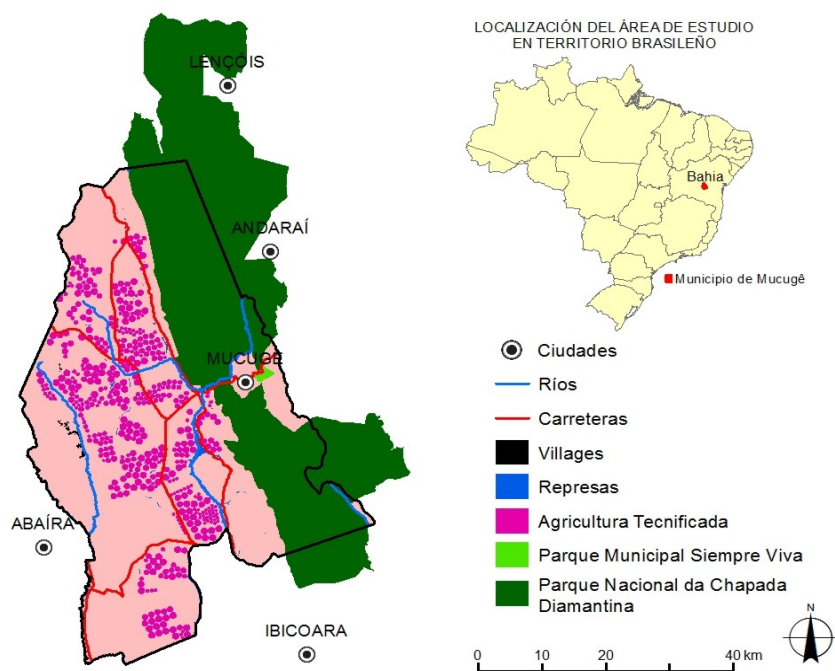 LENÇÓIS
ANDARAÍ
MUCUGÊ
ABAÍRA
IBICOARA
LOCALIZACIÓN DEL ÁREA DE ESTUDIO
EN TERRITORIO BRASILEÑO
Bahia
Municipio de Mucugê
Ciudades
Ríos
Carreteras
Villages
Represas
Agricultura Tecnificada
Parque Municipal Siempre Viva
Parque Nacional da Chapada
Diamantina
N
0 10 20 40 km